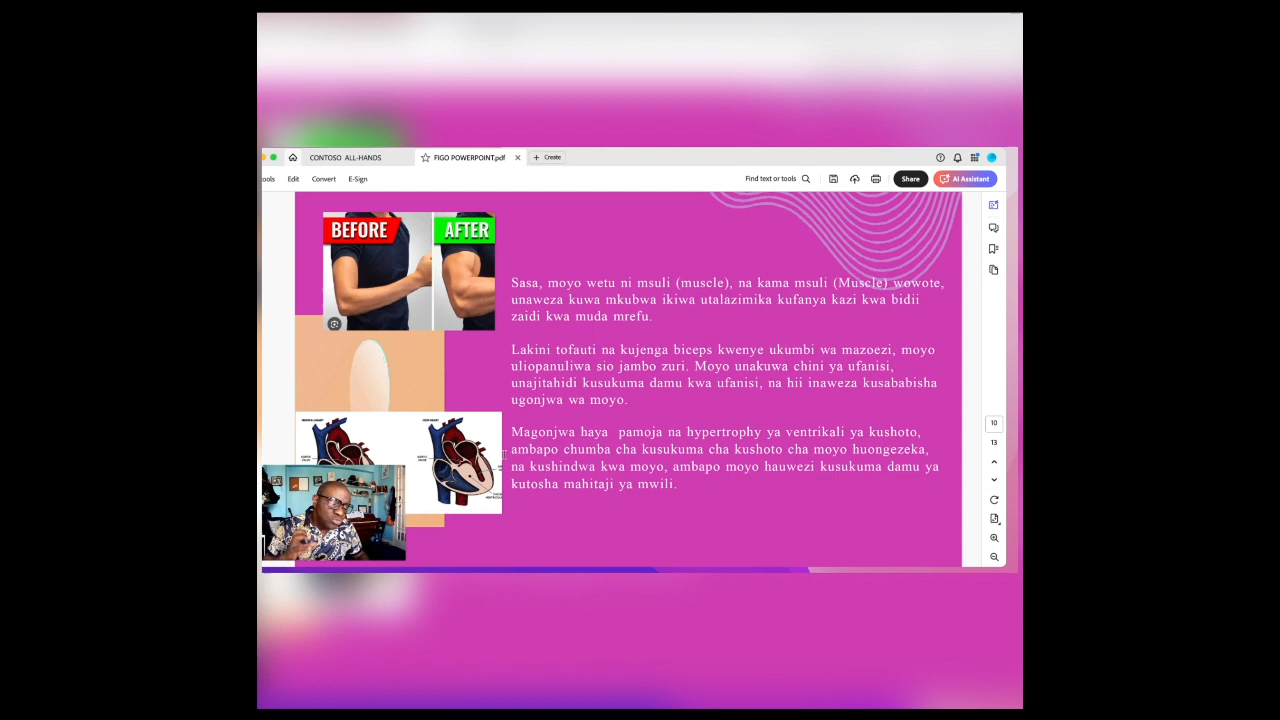 CONTOSO ALL-HANDS
FIGO POWERPOINT.pdf
Create
Edit
Convert
E-Sign
Find text or tools
Share
AI Assistant
BEFORE
AFTER
Sasa, moyo wetu ni msuli (muscle), na kama msuli (Muscle) wowote,
unaweza kuwa mkubwa ikiwa utalazimika kufanya kazi kwa bidii
zaidi kwa muda mrefu.
Lakini tofauti na kujenga biceps kwenye ukumbi wa mazoezi, moyo
uliopanuliwa sio jambo zuri. Moyo unakuwa chini ya ufanisi,
unajitahidi kusukuma damu kwa ufanisi, na hii inaweza kusababisha
ugonjwa wa moyo.
Magonjwa haya pamoja na hypertrophy ya ventrikali ya kushoto,
ambapo chumba cha kusukuma cha kushoto cha moyo huongezeka,
na kushindwa kwa moyo, ambapo moyo hauwezi kusukuma damu ya
kutosha mahitaji ya mwili.
10
13